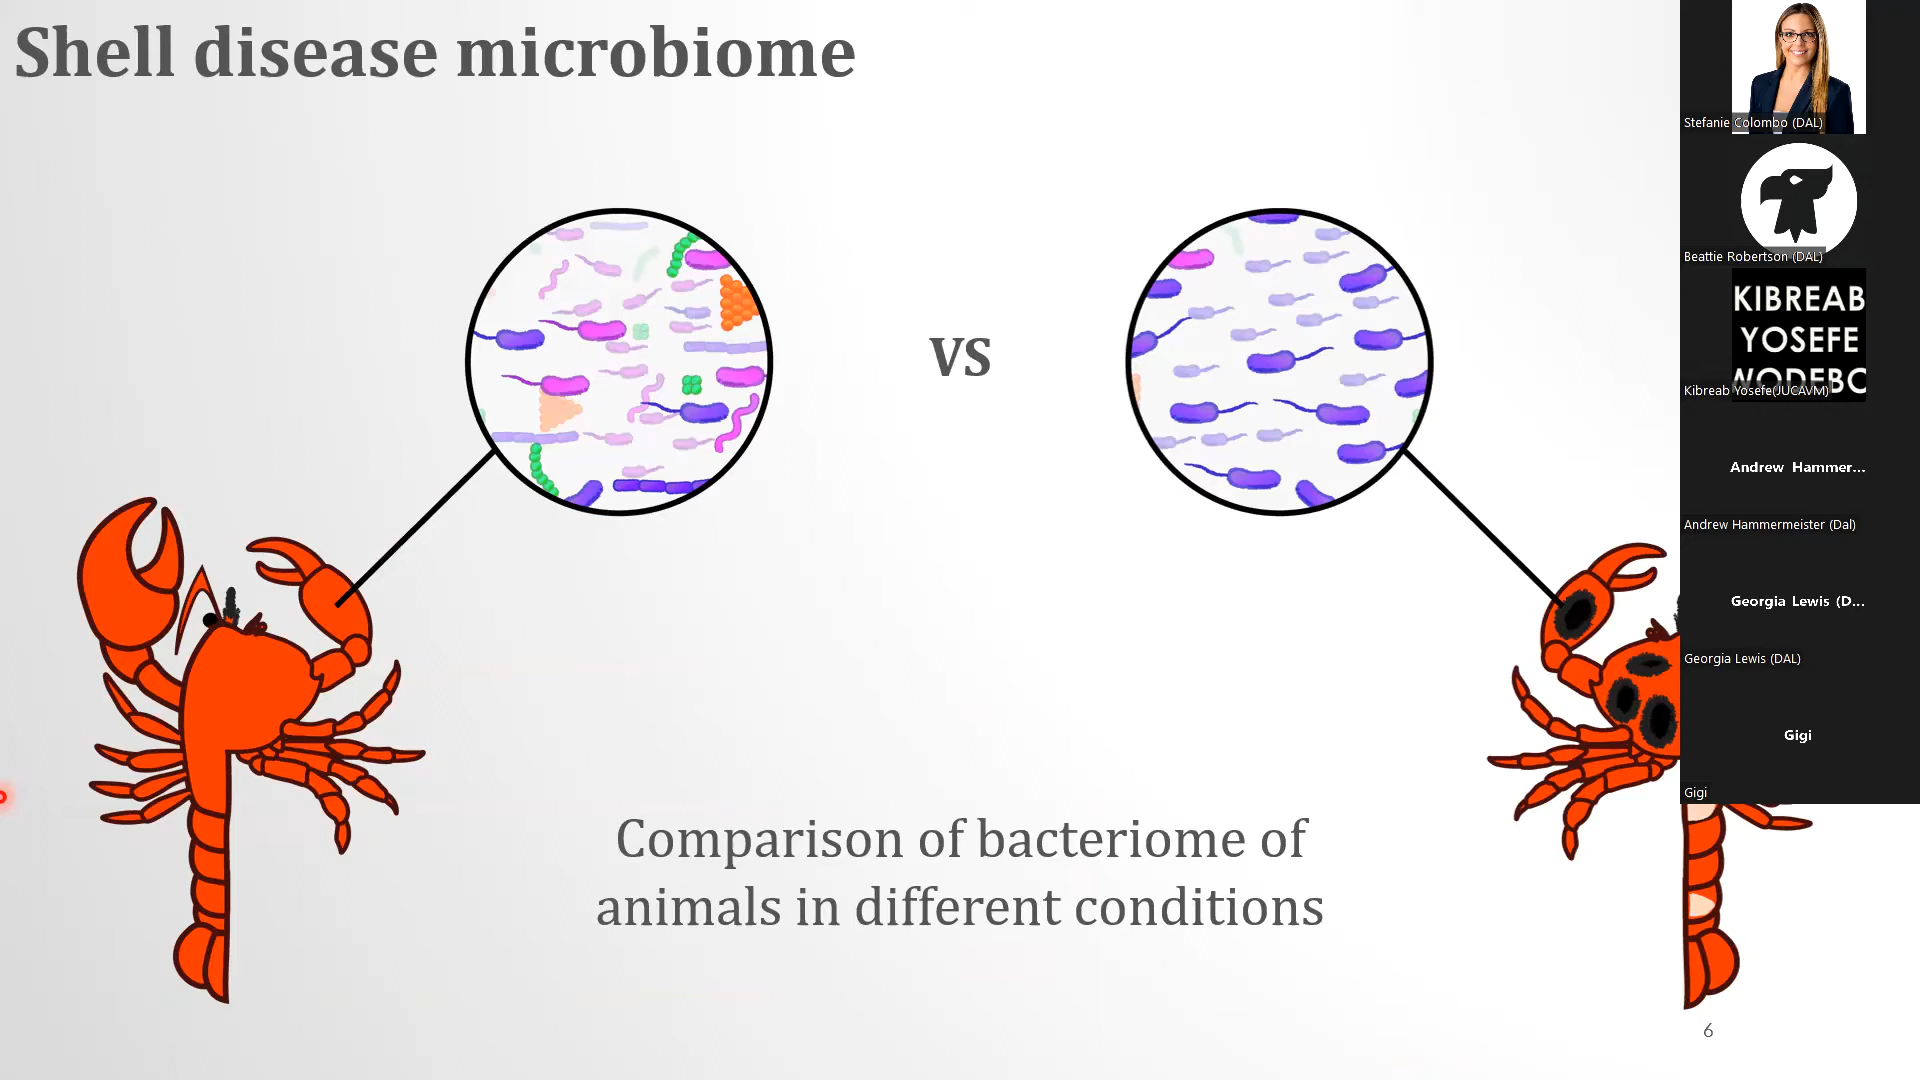 Shell disease microbiome
vs
Comparison of bacteriome of
animals in different conditions
6
Stefanie Colombo (DAL)
Beattie Robertson (DAL)
KIBREAB
YOSEFE
Kibreab Yosefe(JUCAVM)
Andrew Hammer...
Andrew Hammermeister (Dal)
Georgia Lewis (D...
Georgia Lewis (DAL)
Gigi
Gigi